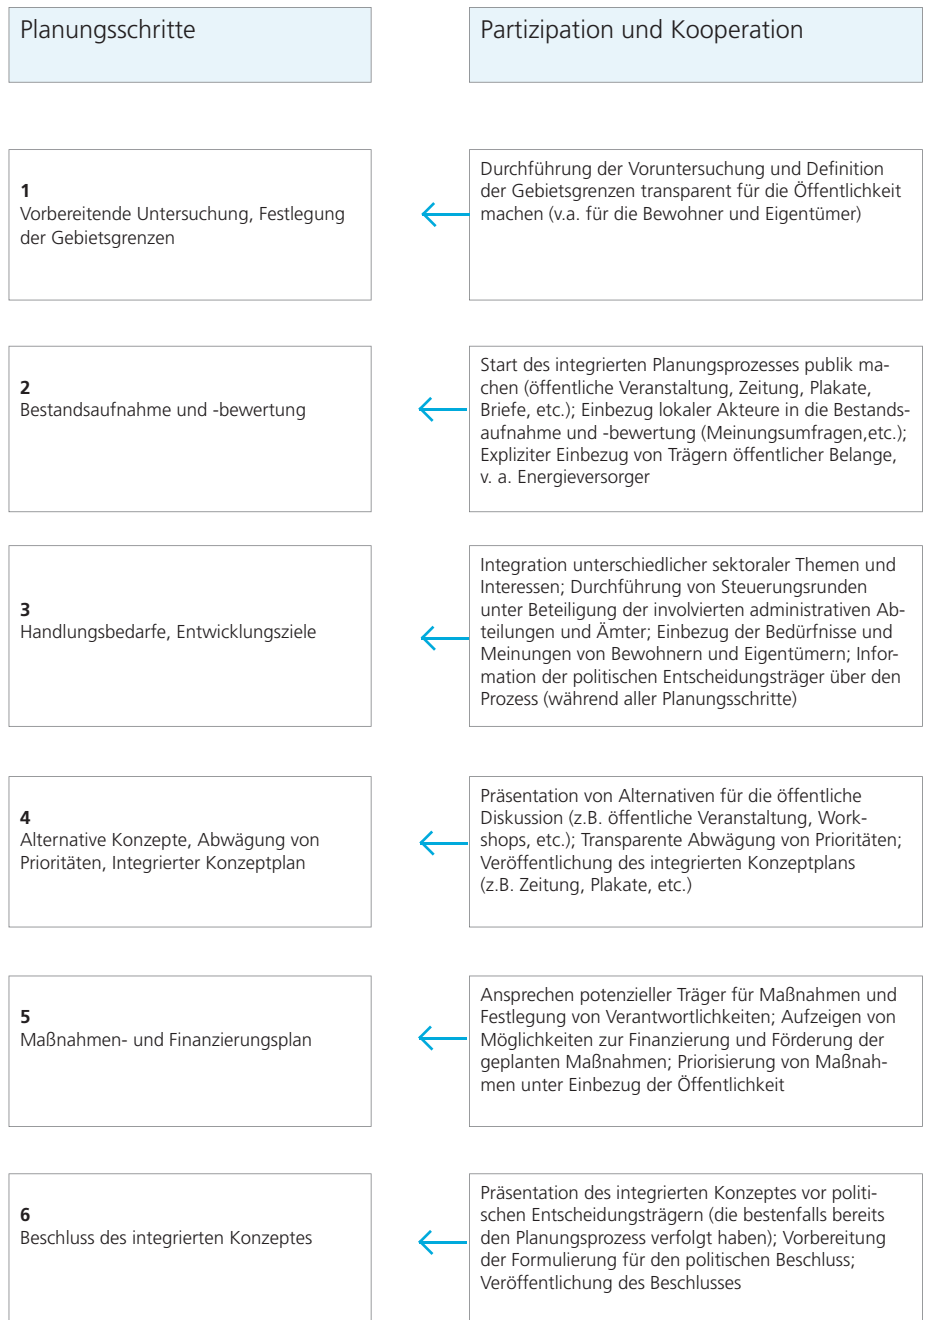 Planungsschritte
Partizipation und Kooperation
1
Vorbereitende Untersuchung, Festlegung
der Gebietsgrenzen
Durchführung der Voruntersuchung und Definition
der Gebietsgrenzen transparent für die Öffentlichkeit
machen (v.a. für die Bewohner und Eigentümer)
2
Bestandsaufnahme und -bewertung
Start des integrierten Planungsprozesses publik ma-
chen (öffentliche Veranstaltung, Zeitung, Plakate,
Briefe, etc.); Einbezug lokaler Akteure in die Bestands-
aufnahme und -bewertung (Meinungsumfragen,etc.);
Expliziter Einbezug von Trägern öffentlicher Belange,
v. a. Energieversorger
3
Handlungsbedarfe, Entwicklungsziele
Integration unterschiedlicher sektoraler Themen und
Interessen; Durchführung von Steuerungsrunden
unter Beteiligung der involvierten administrativen Ab-
teilungen und Ämter; Einbezug der Bedürfnisse und
Meinungen von Bewohnern und Eigentümern; Infor-
mation der politischen Entscheidungsträger über den
Prozess (während aller Planungsschritte)
4
Alternative Konzepte, Abwägung von
Prioritäten, Integrierter Konzeptplan
Präsentation von Alternativen für die öffentliche
Diskussion (z.B. öffentliche Veranstaltung, Work-
shops, etc.); Transparente Abwägung von Prioritäten;
Veröffentlichung des integrierten Konzeptplans
(z.B. Zeitung, Plakate, etc.)
5
Maßnahmen- und Finanzierungsplan
Ansprechen potenzieller Träger für Maßnahmen und
Festlegung von Verantwortlichkeiten; Aufzeigen von
Möglichkeiten zur Finanzierung und Förderung der
geplanten Maßnahmen; Priorisierung von Maßnah-
men unter Einbezug der Öffentlichkeit
6
Beschluss des integrierten Konzeptes
Präsentation des integrierten Konzeptes vor politi-
schen Entscheidungsträgern (die bestenfalls bereits
den Planungsprozess verfolgt haben); Vorbereitung
der Formulierung für den politischen Beschluss;
Veröffentlichung des Beschlusses